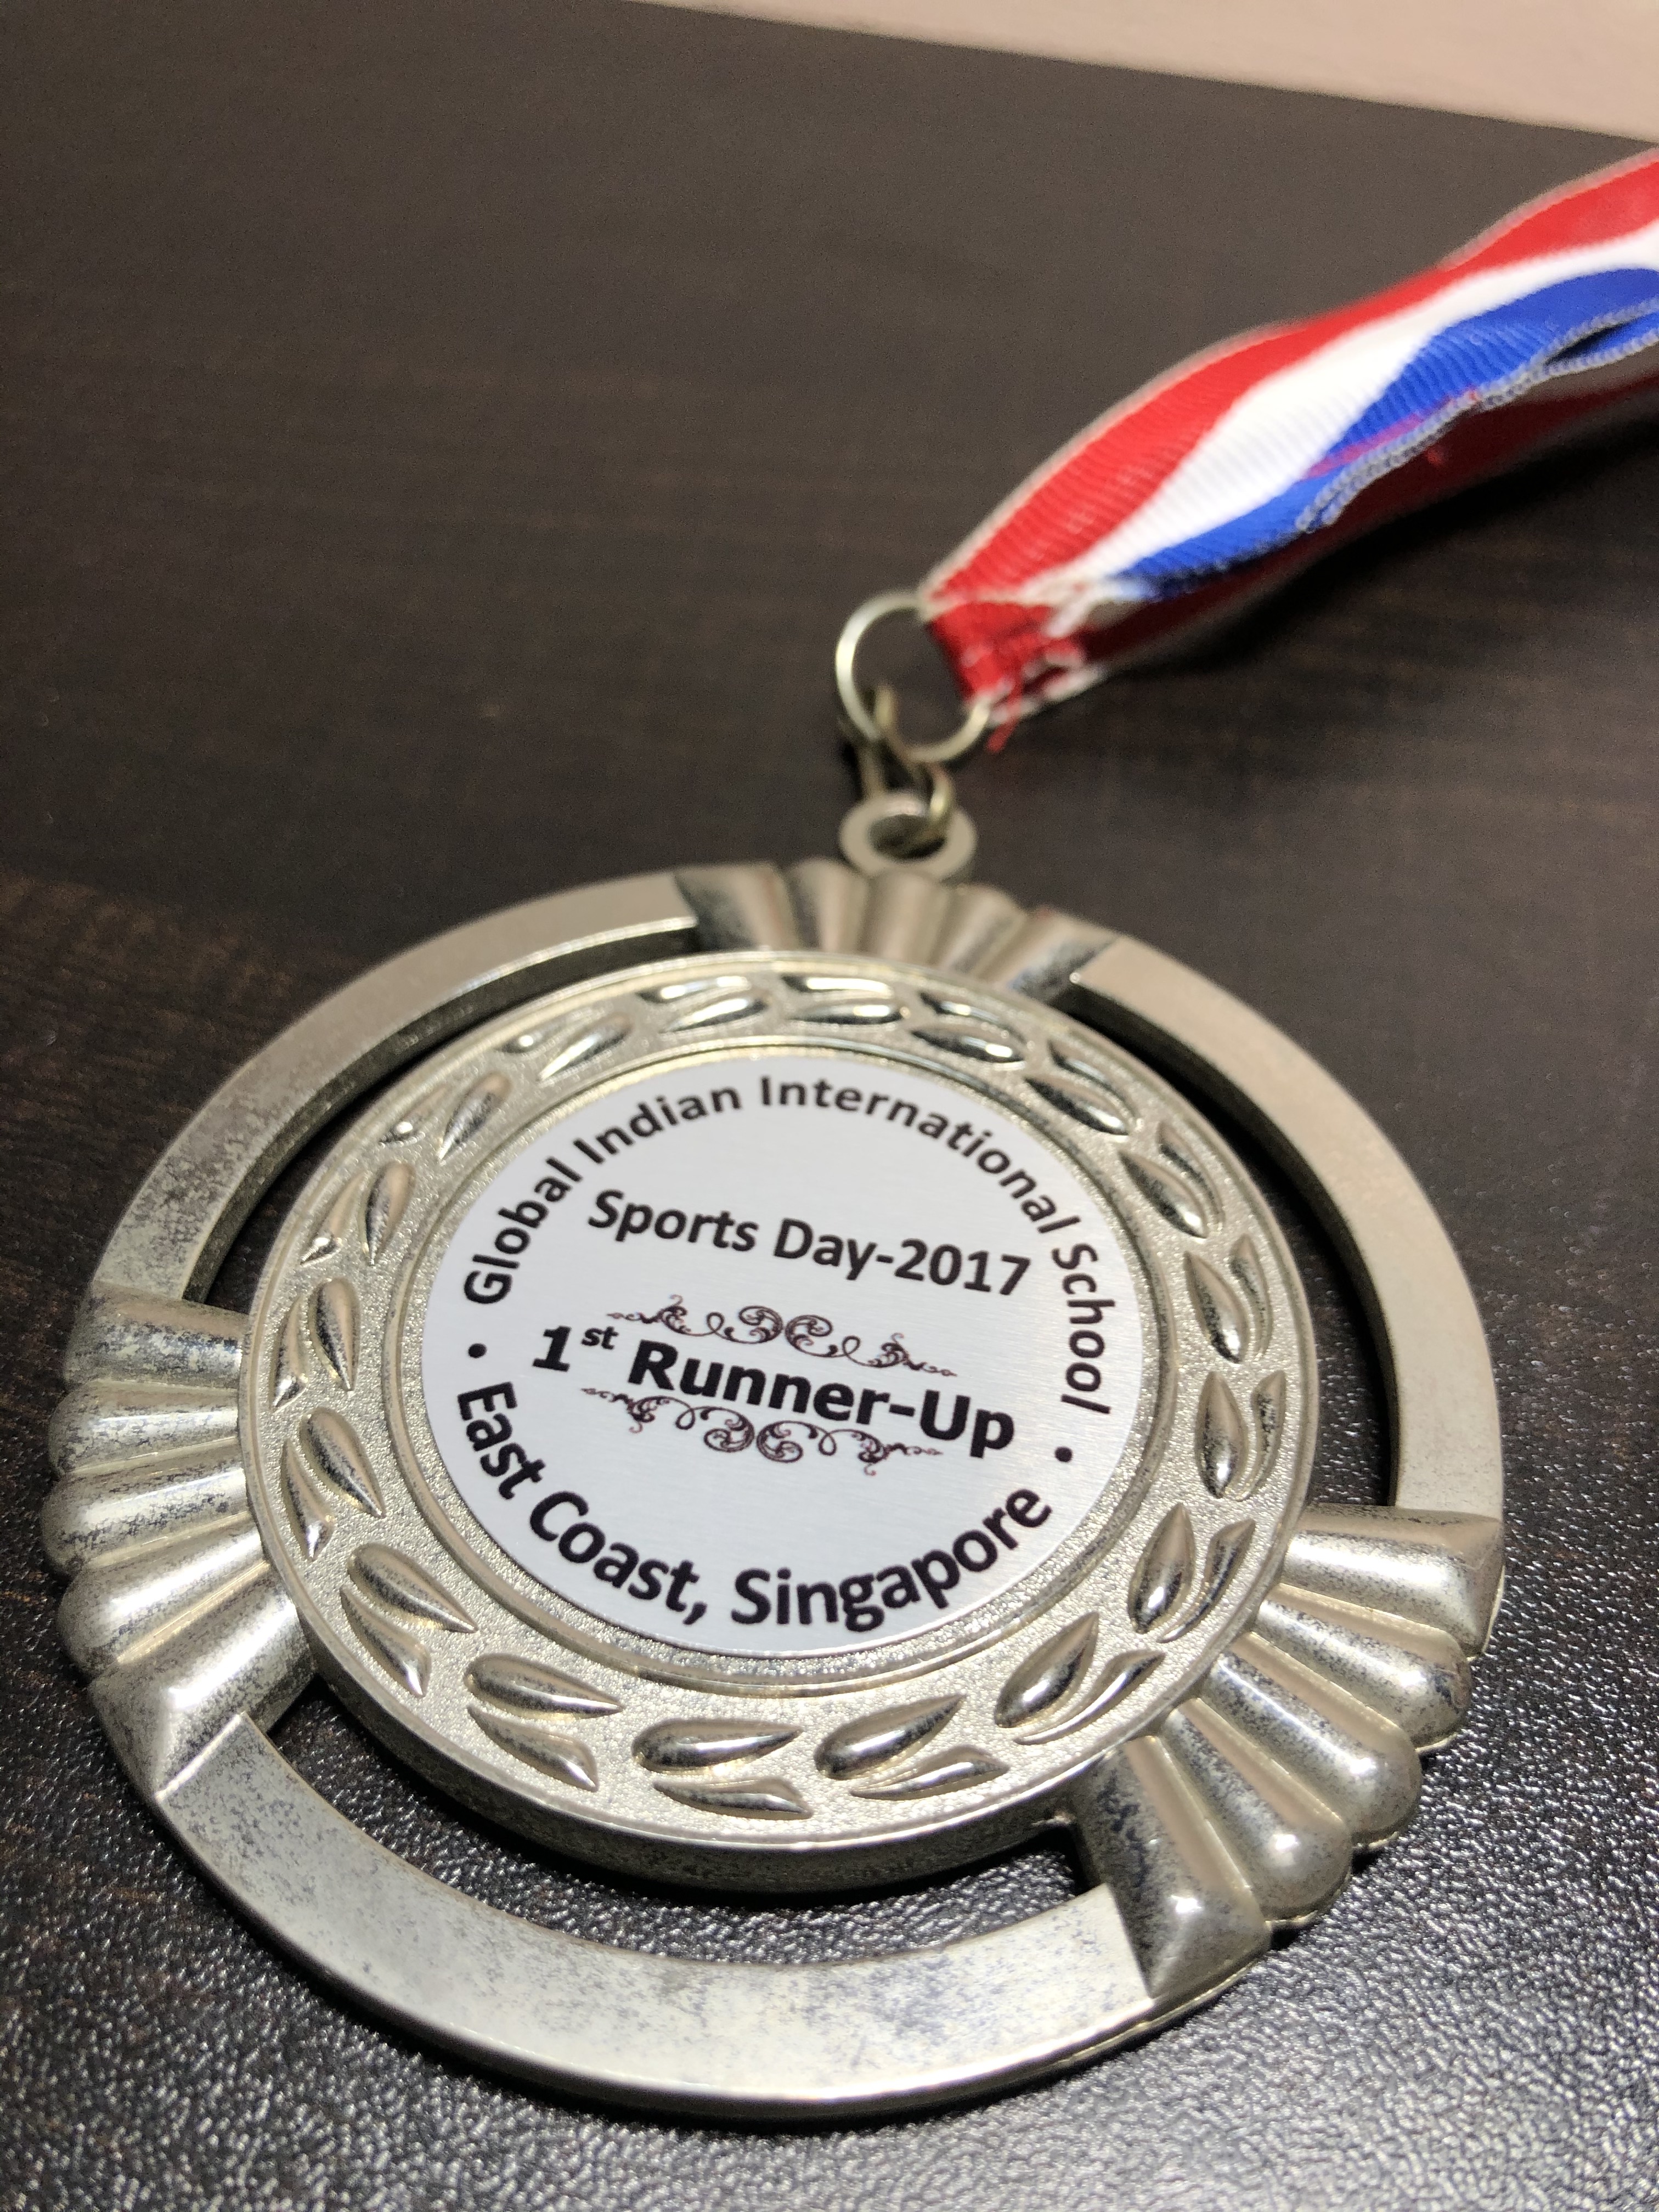 Global Indian International School
Sports Day-2017
1st Runner-Up
• East Coast, Singapore •